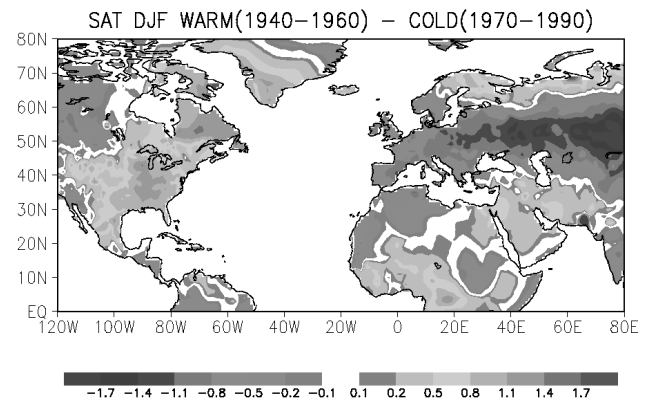 SAT DJF WARM(1940−1960) − COLD(1970−1990)
80N
70N
60N
50N
40N
30N
20N
10N
EQ
120W 100W 80W 60W 40W 20W 0 20E 40E 60E 80E
−1.7 −1.4 −1.1 −0.8 −0.5 −0.2 −0.1 0.1 0.2 0.5 0.8 1.1 1.4 1.7